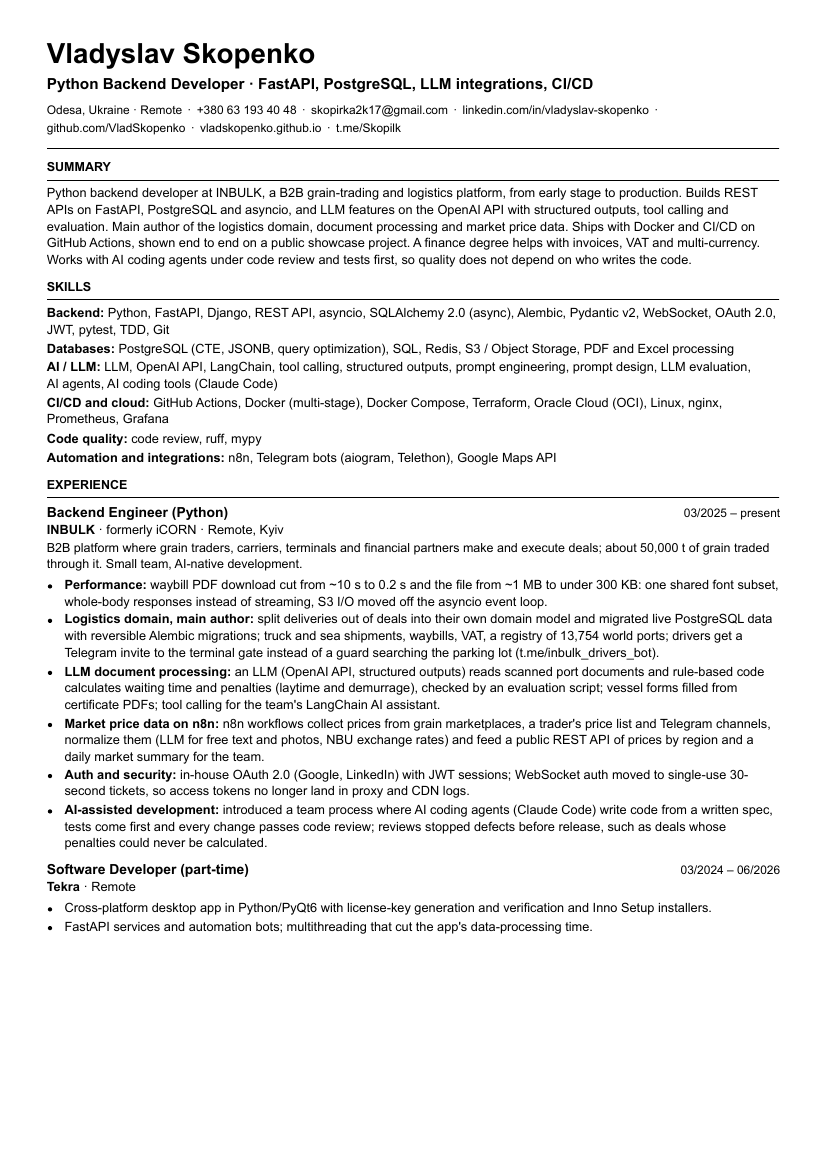 Vladyslav Skopenko
Python Backend Developer · FastAPI, PostgreSQL, LLM integrations, CI/CD
Odesa, Ukraine · Remote · +380 63 193 40 48 · skopirka2k17@gmail.com · linkedin.com/in/vladyslav-skopenko ·
github.com/VladSkopenko · vladskopenko.github.io · t.me/Skopilk
SUMMARY
Python backend developer at INBULK, a B2B grain-trading and logistics platform, from early stage to production. Builds REST
APIs on FastAPI, PostgreSQL and asyncio, and LLM features on the OpenAI API with structured outputs, tool calling and
evaluation. Main author of the logistics domain, document processing and market price data. Ships with Docker and CI/CD on
GitHub Actions, shown end to end on a public showcase project. A finance degree helps with invoices, VAT and multi-currency.
Works with AI coding agents under code review and tests first, so quality does not depend on who writes the code.
SKILLS
Backend: Python, FastAPI, Django, REST API, asyncio, SQLAlchemy 2.0 (async), Alembic, Pydantic v2, WebSocket, OAuth 2.0,
JWT, pytest, TDD, Git
Databases: PostgreSQL (CTE, JSONB, query optimization), SQL, Redis, S3 / Object Storage, PDF and Excel processing
AI / LLM: LLM, OpenAI API, LangChain, tool calling, structured outputs, prompt engineering, prompt design, LLM evaluation,
AI agents, AI coding tools (Claude Code)
CI/CD and cloud: GitHub Actions, Docker (multi-stage), Docker Compose, Terraform, Oracle Cloud (OCI), Linux, nginx,
Prometheus, Grafana
Code quality: code review, ruff, mypy
Automation and integrations: n8n, Telegram bots (aiogram, Telethon), Google Maps API
EXPERIENCE
Backend Engineer (Python) 03/2025 – present
INBULK · formerly iCORN · Remote, Kyiv
B2B platform where grain traders, carriers, terminals and financial partners make and execute deals; about 50,000 t of grain traded
through it. Small team, AI-native development.
• Performance: waybill PDF download cut from ~10 s to 0.2 s and the file from ~1 MB to under 300 KB: one shared font subset,
whole-body responses instead of streaming, S3 I/O moved off the asyncio event loop.
• Logistics domain, main author: split deliveries out of deals into their own domain model and migrated live PostgreSQL data
with reversible Alembic migrations; truck and sea shipments, waybills, VAT, a registry of 13,754 world ports; drivers get a
Telegram invite to the terminal gate instead of a guard searching the parking lot (t.me/inbulk_drivers_bot).
• LLM document processing: an LLM (OpenAI API, structured outputs) reads scanned port documents and rule-based code
calculates waiting time and penalties (laytime and demurrage), checked by an evaluation script; vessel forms filled from
certificate PDFs; tool calling for the team's LangChain AI assistant.
• Market price data on n8n: n8n workflows collect prices from grain marketplaces, a trader's price list and Telegram channels,
normalize them (LLM for free text and photos, NBU exchange rates) and feed a public REST API of prices by region and a
daily market summary for the team.
• Auth and security: in-house OAuth 2.0 (Google, LinkedIn) with JWT sessions; WebSocket auth moved to single-use 30-
second tickets, so access tokens no longer land in proxy and CDN logs.
• AI-assisted development: introduced a team process where AI coding agents (Claude Code) write code from a written spec,
tests come first and every change passes code review; reviews stopped defects before release, such as deals whose
penalties could never be calculated.
Software Developer (part-time) 03/2024 – 06/2026
Tekra · Remote
• Cross-platform desktop app in Python/PyQt6 with license-key generation and verification and Inno Setup installers.
• FastAPI services and automation bots; multithreading that cut the app's data-processing time.